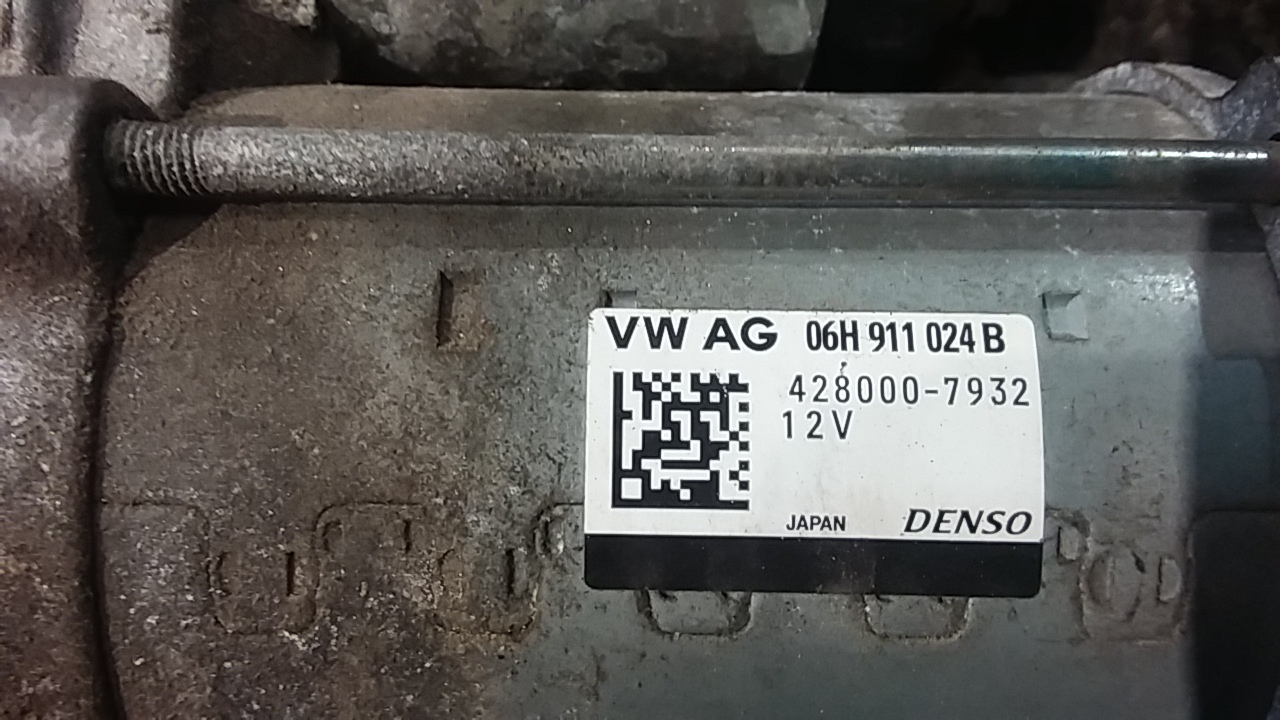 VW AG 06H 911 024 B
428000-7932
12V
JAPAN DENSO